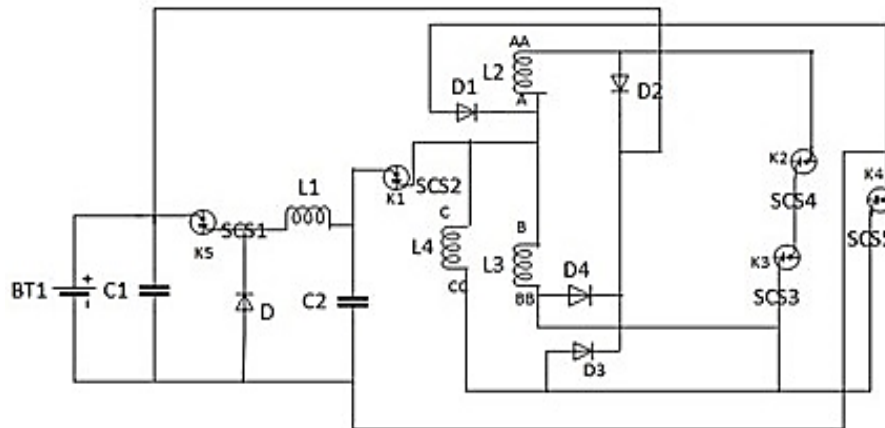 AA
L2
D1
A
D2
K2
SCS4
K4
SCS5
K1
SCS2
L1
SCS1
K5
C
B
L4
L3
K3
SCS3
D4
BT1
+
-
C1
D
C2
CC
BB
D3